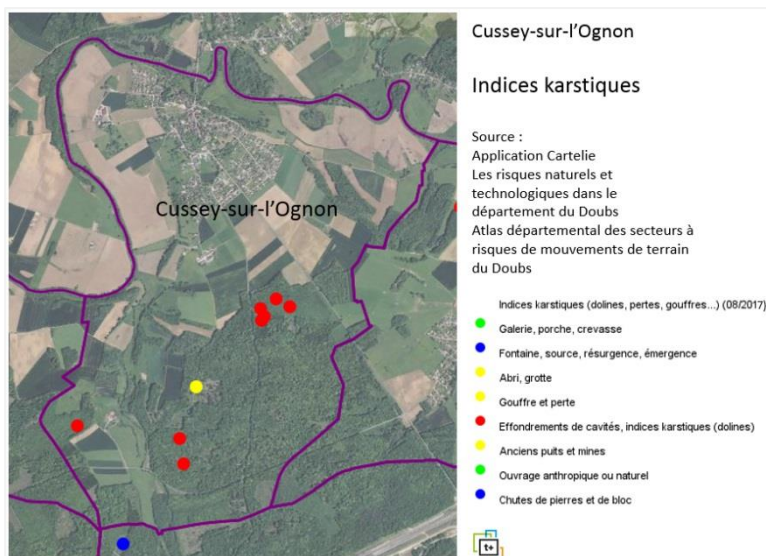 Cussey-sur-l'Ognon
Indices karstiques
Source :
Application Cartelie
Les risques naturels et
technologiques dans le
département du Doubs
Atlas départemental des secteurs à
risques de mouvements de terrain
du Doubs
Cussey-sur-l'Ognon
Indices karstiques (dolines, pertes, gouffres...) (08/2017)
Galerie, porche, crevasse
Fontaine, source, résurgence, émergence
Abri, grotte
Gouffre et perte
Effondrements de cavités, indices karstiques (dolines)
Anciens puits et mines
Ouvrage anthropique ou naturel
Chutes de pierres et de bloc
t+